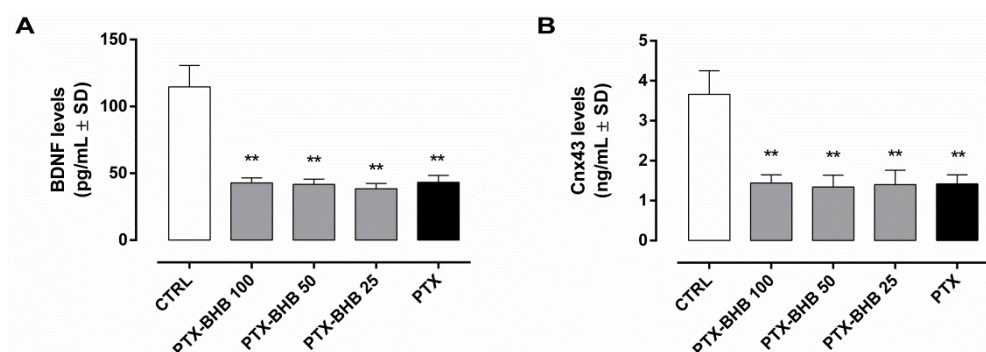 A
BDNF levels
(pg/mL ± SD)
150
100
50
0
**
**
**
**
CTRL
PTX-BHB 100
PTX-BHB 50
PTX-BHB 25
PTX
B
Cnx43 levels
(ng/mL ± SD)
5
4
3
2
1
0
**
**
**
**
CTRL
PTX-BHB 100
PTX-BHB 50
PTX-BHB 25
PTX